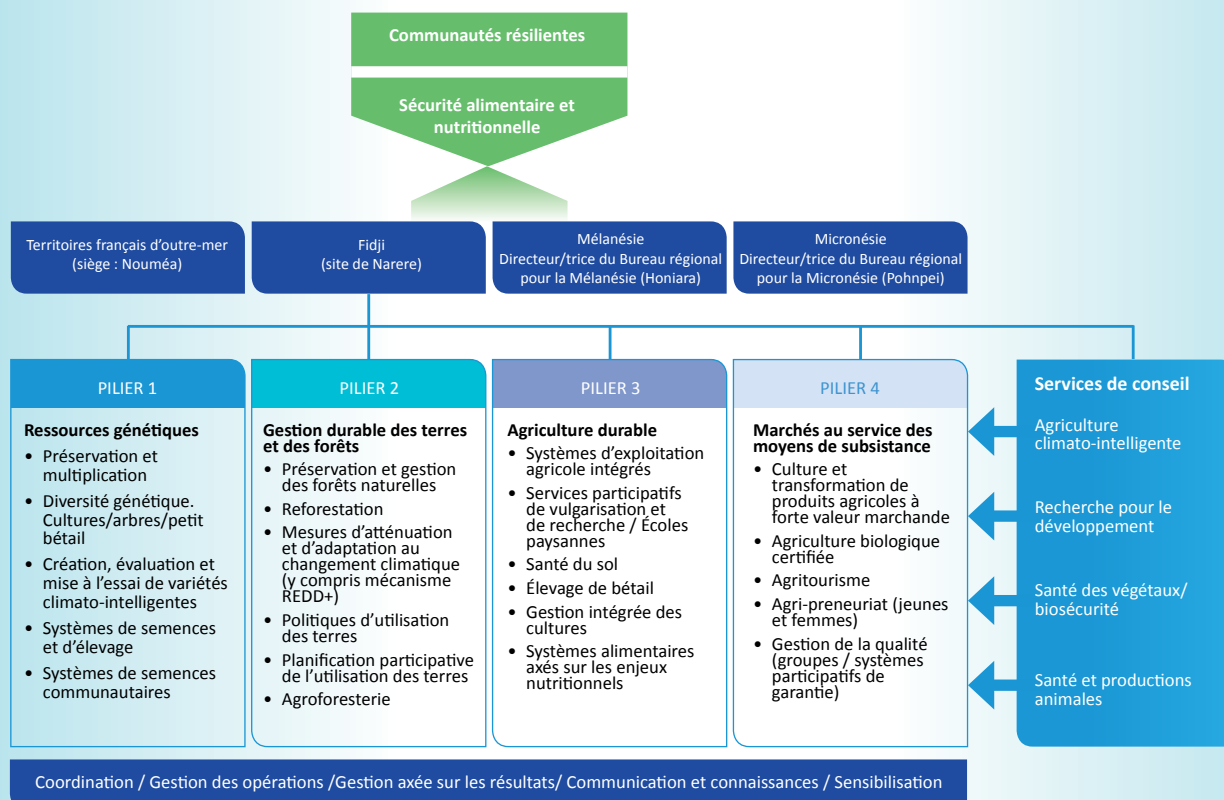 Communautés résilientes
Sécurité alimentaire et
nutritionnelle
Territoires français d'outre-mer
(siège : Nouméa)
Fidji
(site de Narere)
Mélanésie
Directeur/trice du Bureau régional
pour la Mélanésie (Honiara)
Micronésie
Directeur/trice du Bureau régional
pour la Micronésie (Pohnpei)
PILIER 1
Ressources génétiques
• Préservation et
multiplication
• Diversité génétique.
Cultures/arbres/petit
bétail
• Création, évaluation et
mise à l'essai de variétés
climato-intelligentes
• Systèmes de semences
et d'élevage
• Systèmes de semences
communautaires
PILIER 2
Gestion durable des terres
et des forêts
• Préservation et gestion
des forêts naturelles
• Reforestation
• Mesures d'atténuation
et d'adaptation au
changement climatique
(y compris mécanisme
REDD+)
• Politiques d'utilisation
des terres
• Planification participative
de l'utilisation des terres
• Agroforesterie
PILIER 3
Agriculture durable
• Systèmes d'exploitation
agricole intégrés
• Services participatifs
de vulgarisation et
de recherche / Écoles
paysannes
• Santé du sol
• Élevage de bétail
• Gestion intégrée des
cultures
• Systèmes alimentaires
axés sur les enjeux
nutritionnels
PILIER 4
Marchés au service des
moyens de subsistance
• Culture et
transformation de
produits agricoles à
forte valeur marchande
• Agriculture biologique
certifiée
• Agritourisme
• Agri-preneuriat (jeunes
et femmes)
• Gestion de la qualité
(groupes / systèmes
participatifs de
garantie)
Services de conseil
Agriculture
climato-intelligente
Recherche pour le
développement
Santé des végétaux/
biosécurité
Santé et productions
animales
Coordination / Gestion des opérations /Gestion axée sur les résultats/ Communication et connaissances / Sensibilisation